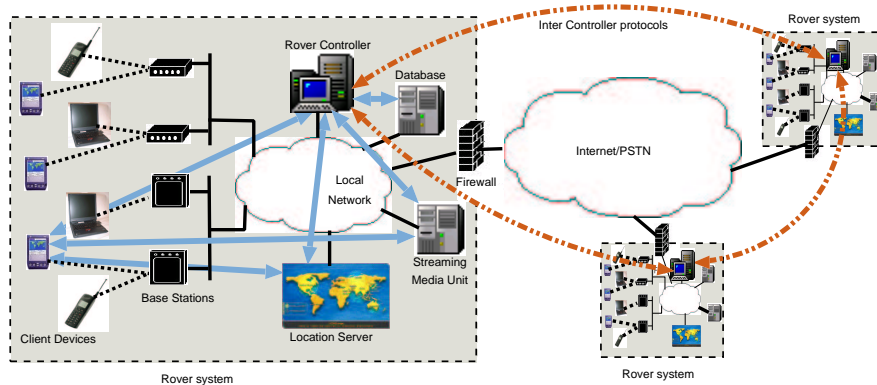 Rover Controller
Inter Controller protocols
Rover system
Database
Internet/PSTN
Firewall
Local
Network
Streaming
Media Unit
Base Stations
Location Server
Client Devices
Rover system
Rover system